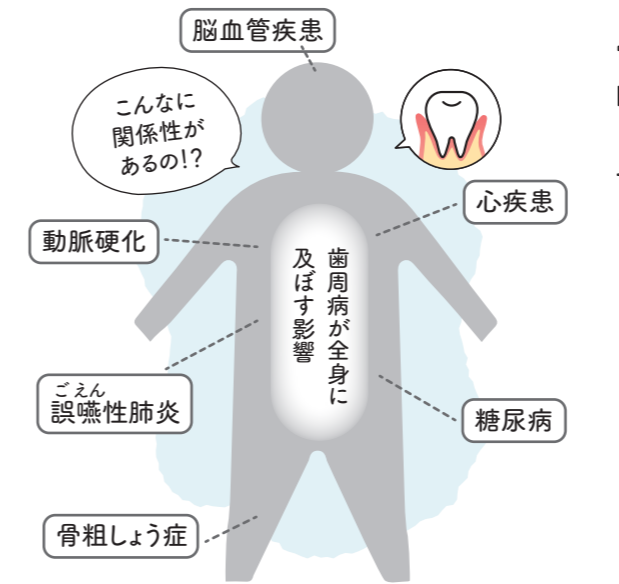 脳血管疾患
こんなに
関係性が
あるの!?
心疾患
動脈硬化
歯周病が全身に
及ぼす影響
ごえん
誤嚥性肺炎
糖尿病
骨粗しょう症